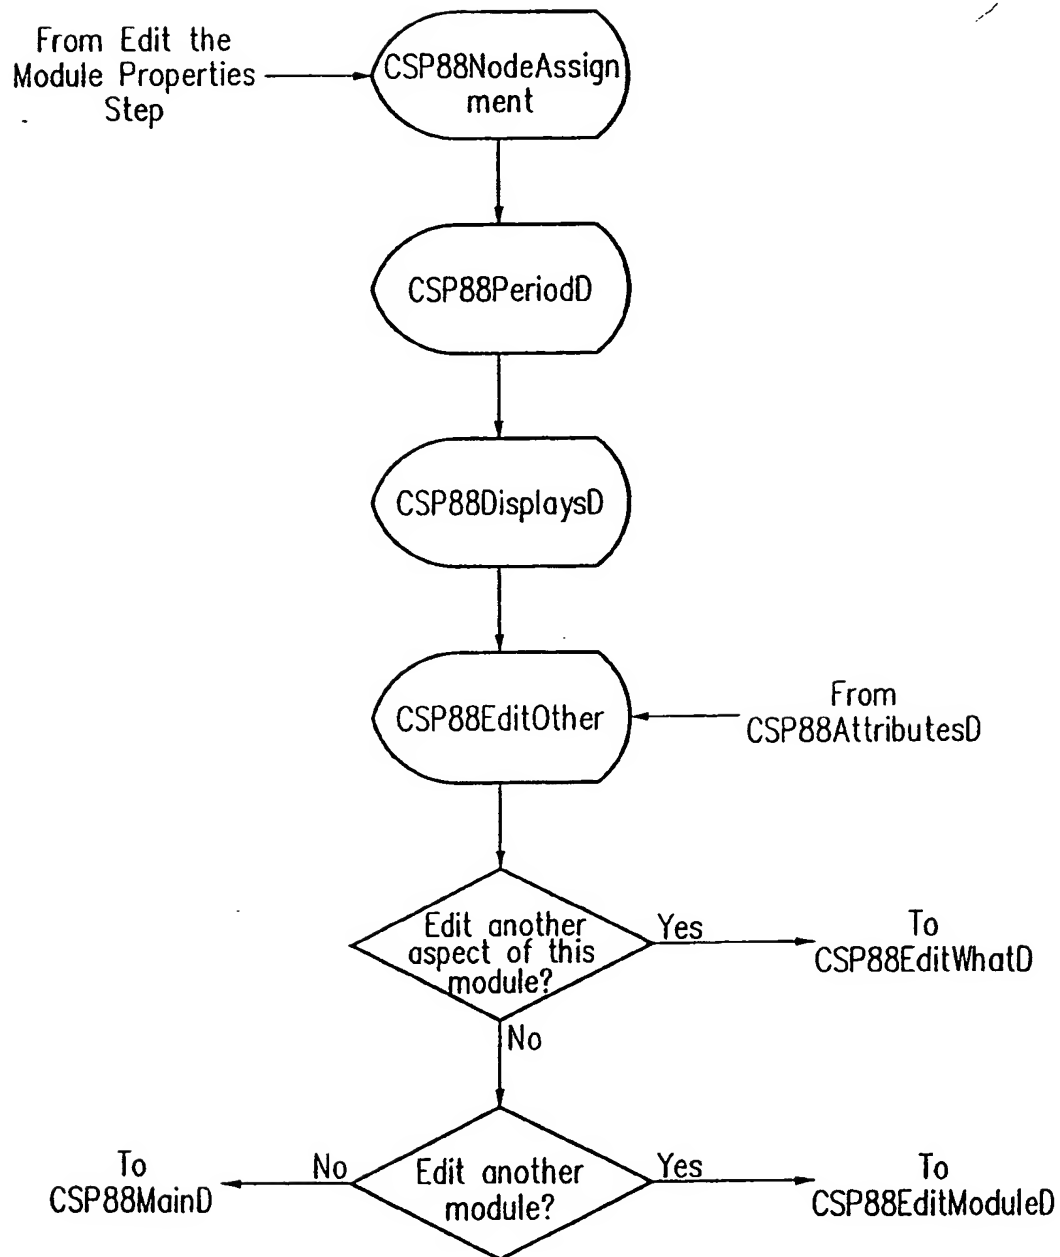 From Edit the
Module Properties
Step
CSP88NodeAssign
ment
CSP88PeriodD
CSP88DisplaysD
CSP88EditOther
From
CSP88AttributesD
Edit another
aspect of this
module?
Yes
To
CSP88EditWhatD
No
To
CSP88MainD
No
Edit another
module?
Yes
To
CSP88EditModuleD